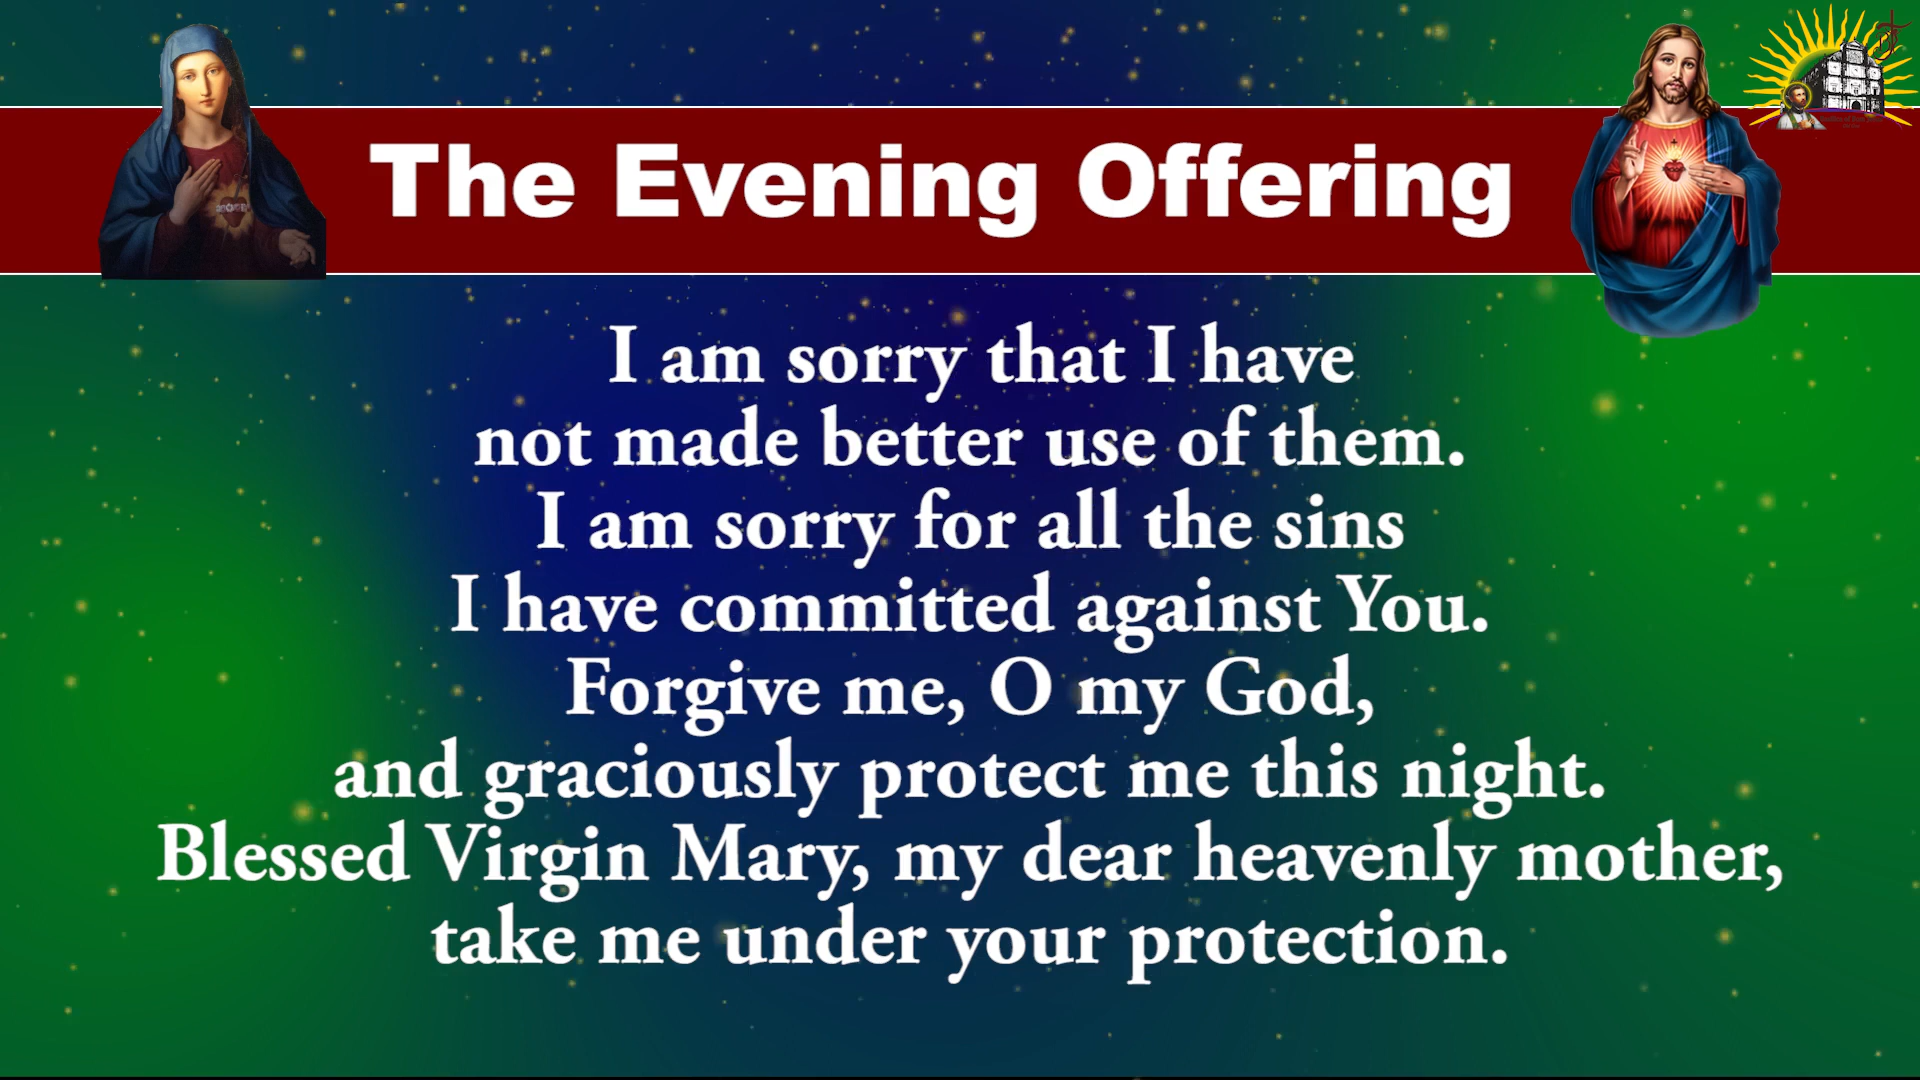 The Evening Offering
I am sorry that I have
not made better use of them.
I am sorry for all the sins
I have committed against You.
Forgive me, O my God,
and graciously protect me this night.
Blessed Virgin Mary, my dear heavenly mother,
take me under your protection.